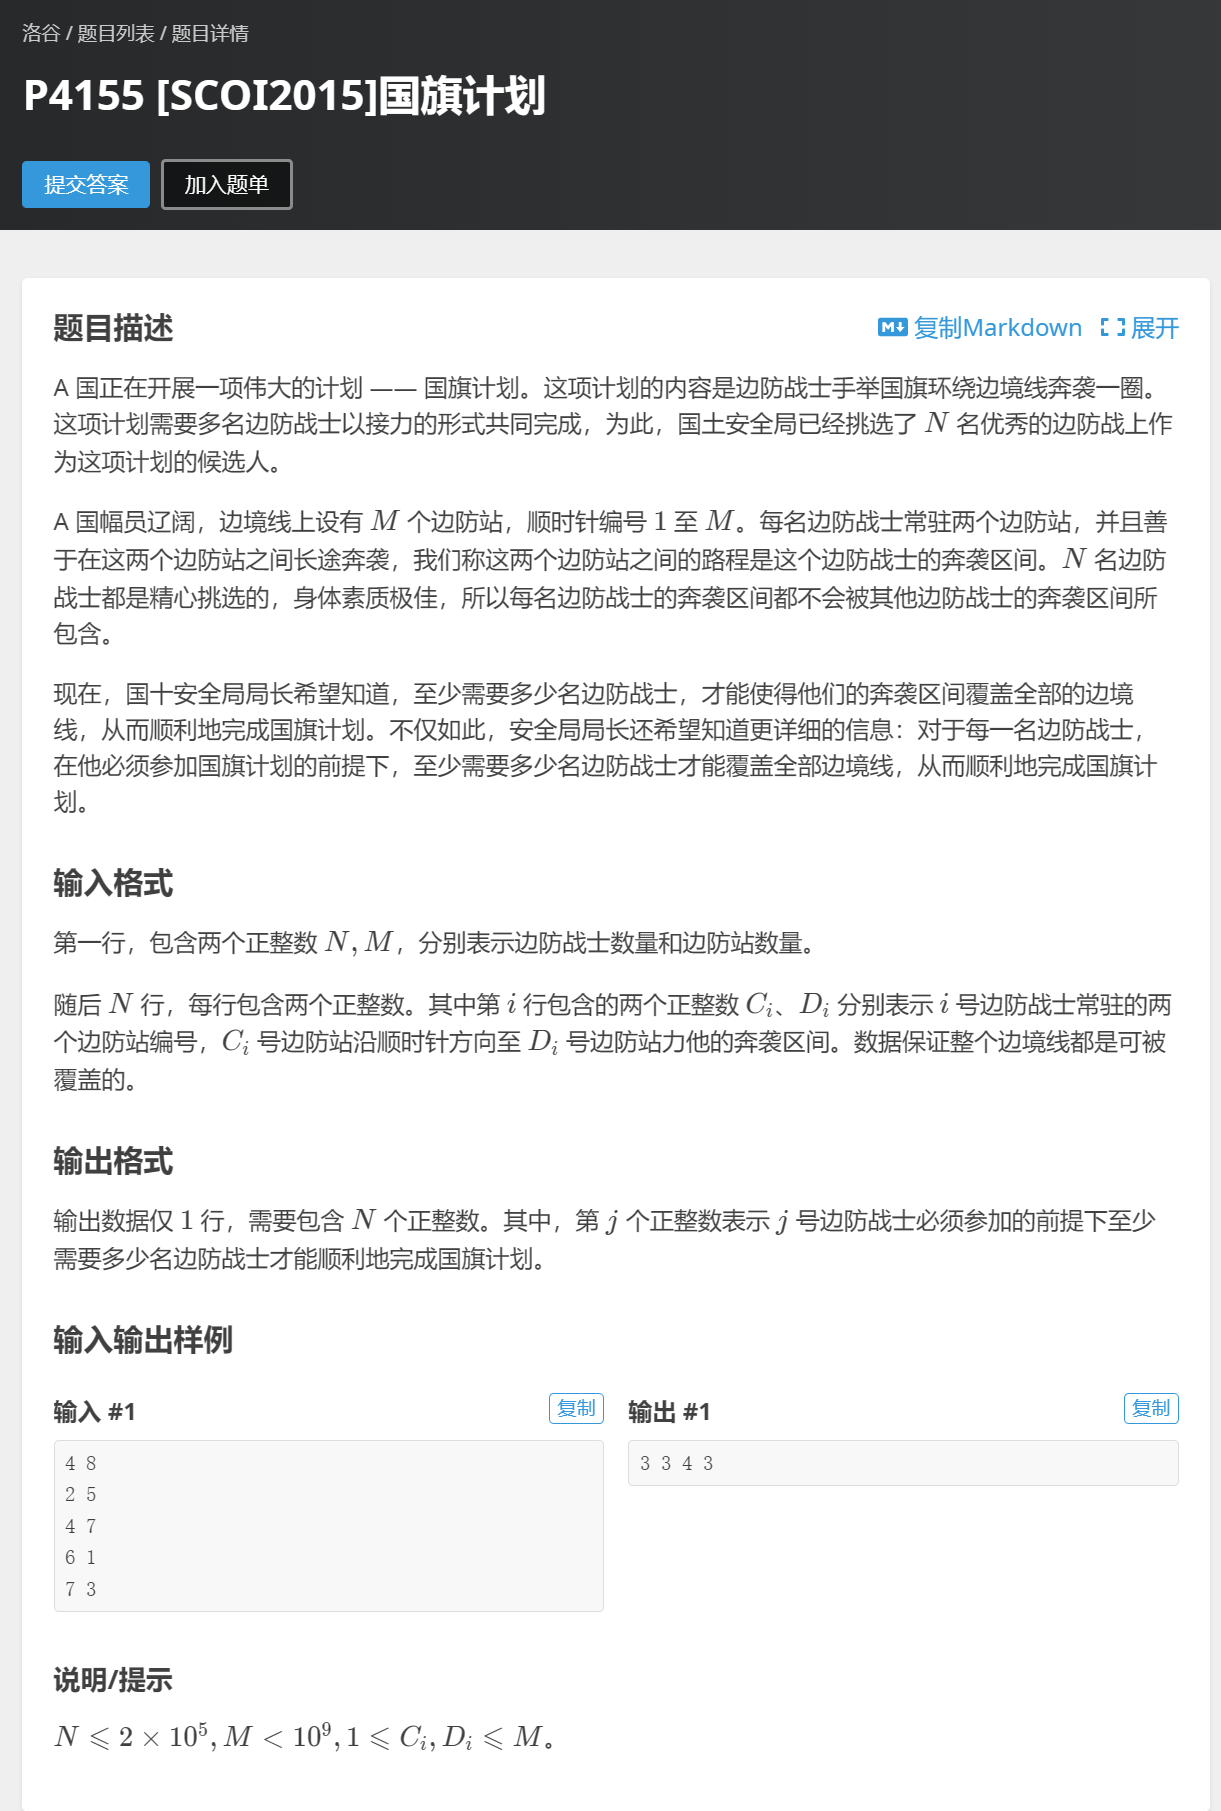 洛谷 / 题目列表 / 题目详情
P4155 [SCOI2015]国旗计划
提交答案 加入题单
题目描述 复制Markdown 展开
A 国正在开展一项伟大的计划 —— 国旗计划。这项计划的内容是边防战士手举国旗环绕边境线奔袭一圈。
这项计划需要多名边防战士以接力的形式共同完成，为此，国土安全局已经挑选了 N 名优秀的边防战上作
为这项计划的候选人。
A 国幅员辽阔，边境线上设有 M 个边防站，顺时针编号 1 至 M。每名边防战士常驻两个边防站，并且善
于在这两个边防站之间长途奔袭，我们称这两个边防站之间的路程是这个边防战士的奔袭区间。N 名边防
战士都是精心挑选的，身体素质极佳，所以每名边防战士的奔袭区间都不会被其他边防战士的奔袭区间所
包含。
现在，国十安全局局长希望知道，至少需要多少名边防战士，才能使得他们的奔袭区间覆盖全部的边境
线，从而顺利地完成国旗计划。不仅如此，安全局局长还希望知道更详细的信息：对于每一名边防战士，
在他必须参加国旗计划的前提下，至少需要多少名边防战士才能覆盖全部边境线，从而顺利地完成国旗计
划。
输入格式
第一行，包含两个正整数 N, M，分别表示边防战士数量和边防站数量。
随后 N 行，每行包含两个正整数。其中第 i 行包含的两个正整数 C_i、D_i 分别表示 i 号边防战士常驻的两
个边防站编号，C_i 号边防站沿顺时针方向至 D_i 号边防站力他的奔袭区间。数据保证整个边境线都是可被
覆盖的。
输出格式
输出数据仅 1 行，需要包含 N 个正整数。其中，第 j 个正整数表示 j 号边防战士必须参加的前提下至少
需要多少名边防战士才能顺利地完成国旗计划。
输入输出样例
输入 #1 复制
4 8
2 5
4 7
6 1
7 3
输出 #1 复制
3 3 4 3
说明/提示
N ⩽ 2 × 10^5, M < 10^9, 1 ⩽ C_i, D_i ⩽ M。